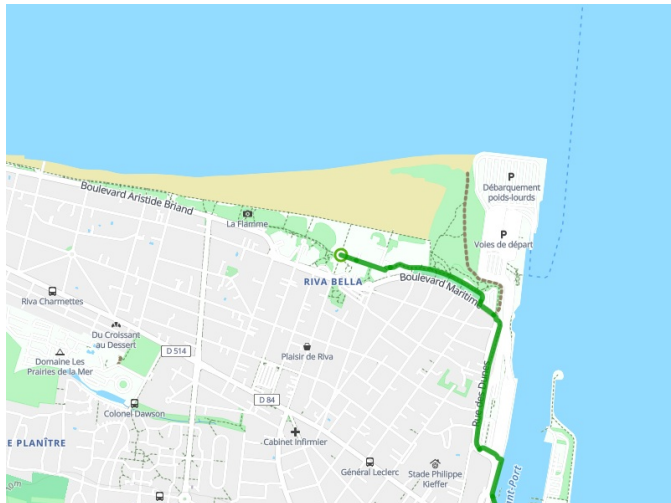 P
Débarquement
poids-lourds
Boulevard Aristide Briand
La Flamme
P
Voies de départ
RIVA BELLA
Boulevard Maritime
Riva Charmettes
Du Croissant
au Dessert
D 514
Plaisir de Riva
Domaine Les
Prairies de la Mer
Rue des Dunes
D 84
Colonel Dawson
E PLANÎTRE
Cabinet Infirmier
Général Leclerc
Stade Philippe
Kieffer
nt-Port